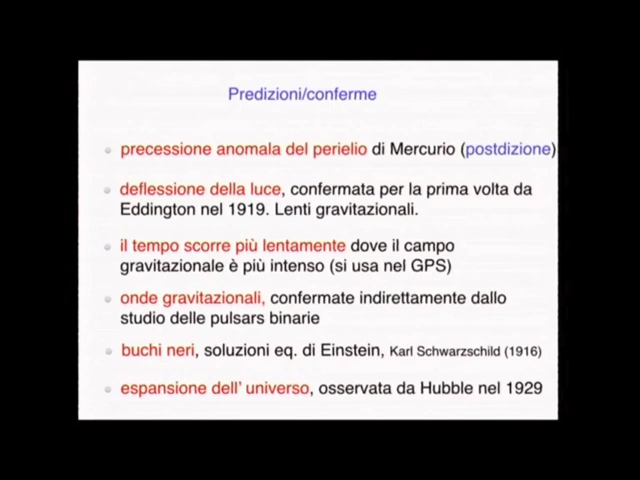 Predizioni/conferme
precessione anomala del perielio di Mercurio (postdizione)
deflessione della luce, confermata per la prima volta da
Eddington nel 1919. Lenti gravitazionali.
il tempo scorre più lentamente dove il campo
gravitazionale è più intenso (si usa nel GPS)
onde gravitazionali, confermate indirettamente dallo
studio delle pulsars binarie
buchi neri, soluzioni eq. di Einstein, Karl Schwarzschild (1916)
espansione dell' universo, osservata da Hubble nel 1929